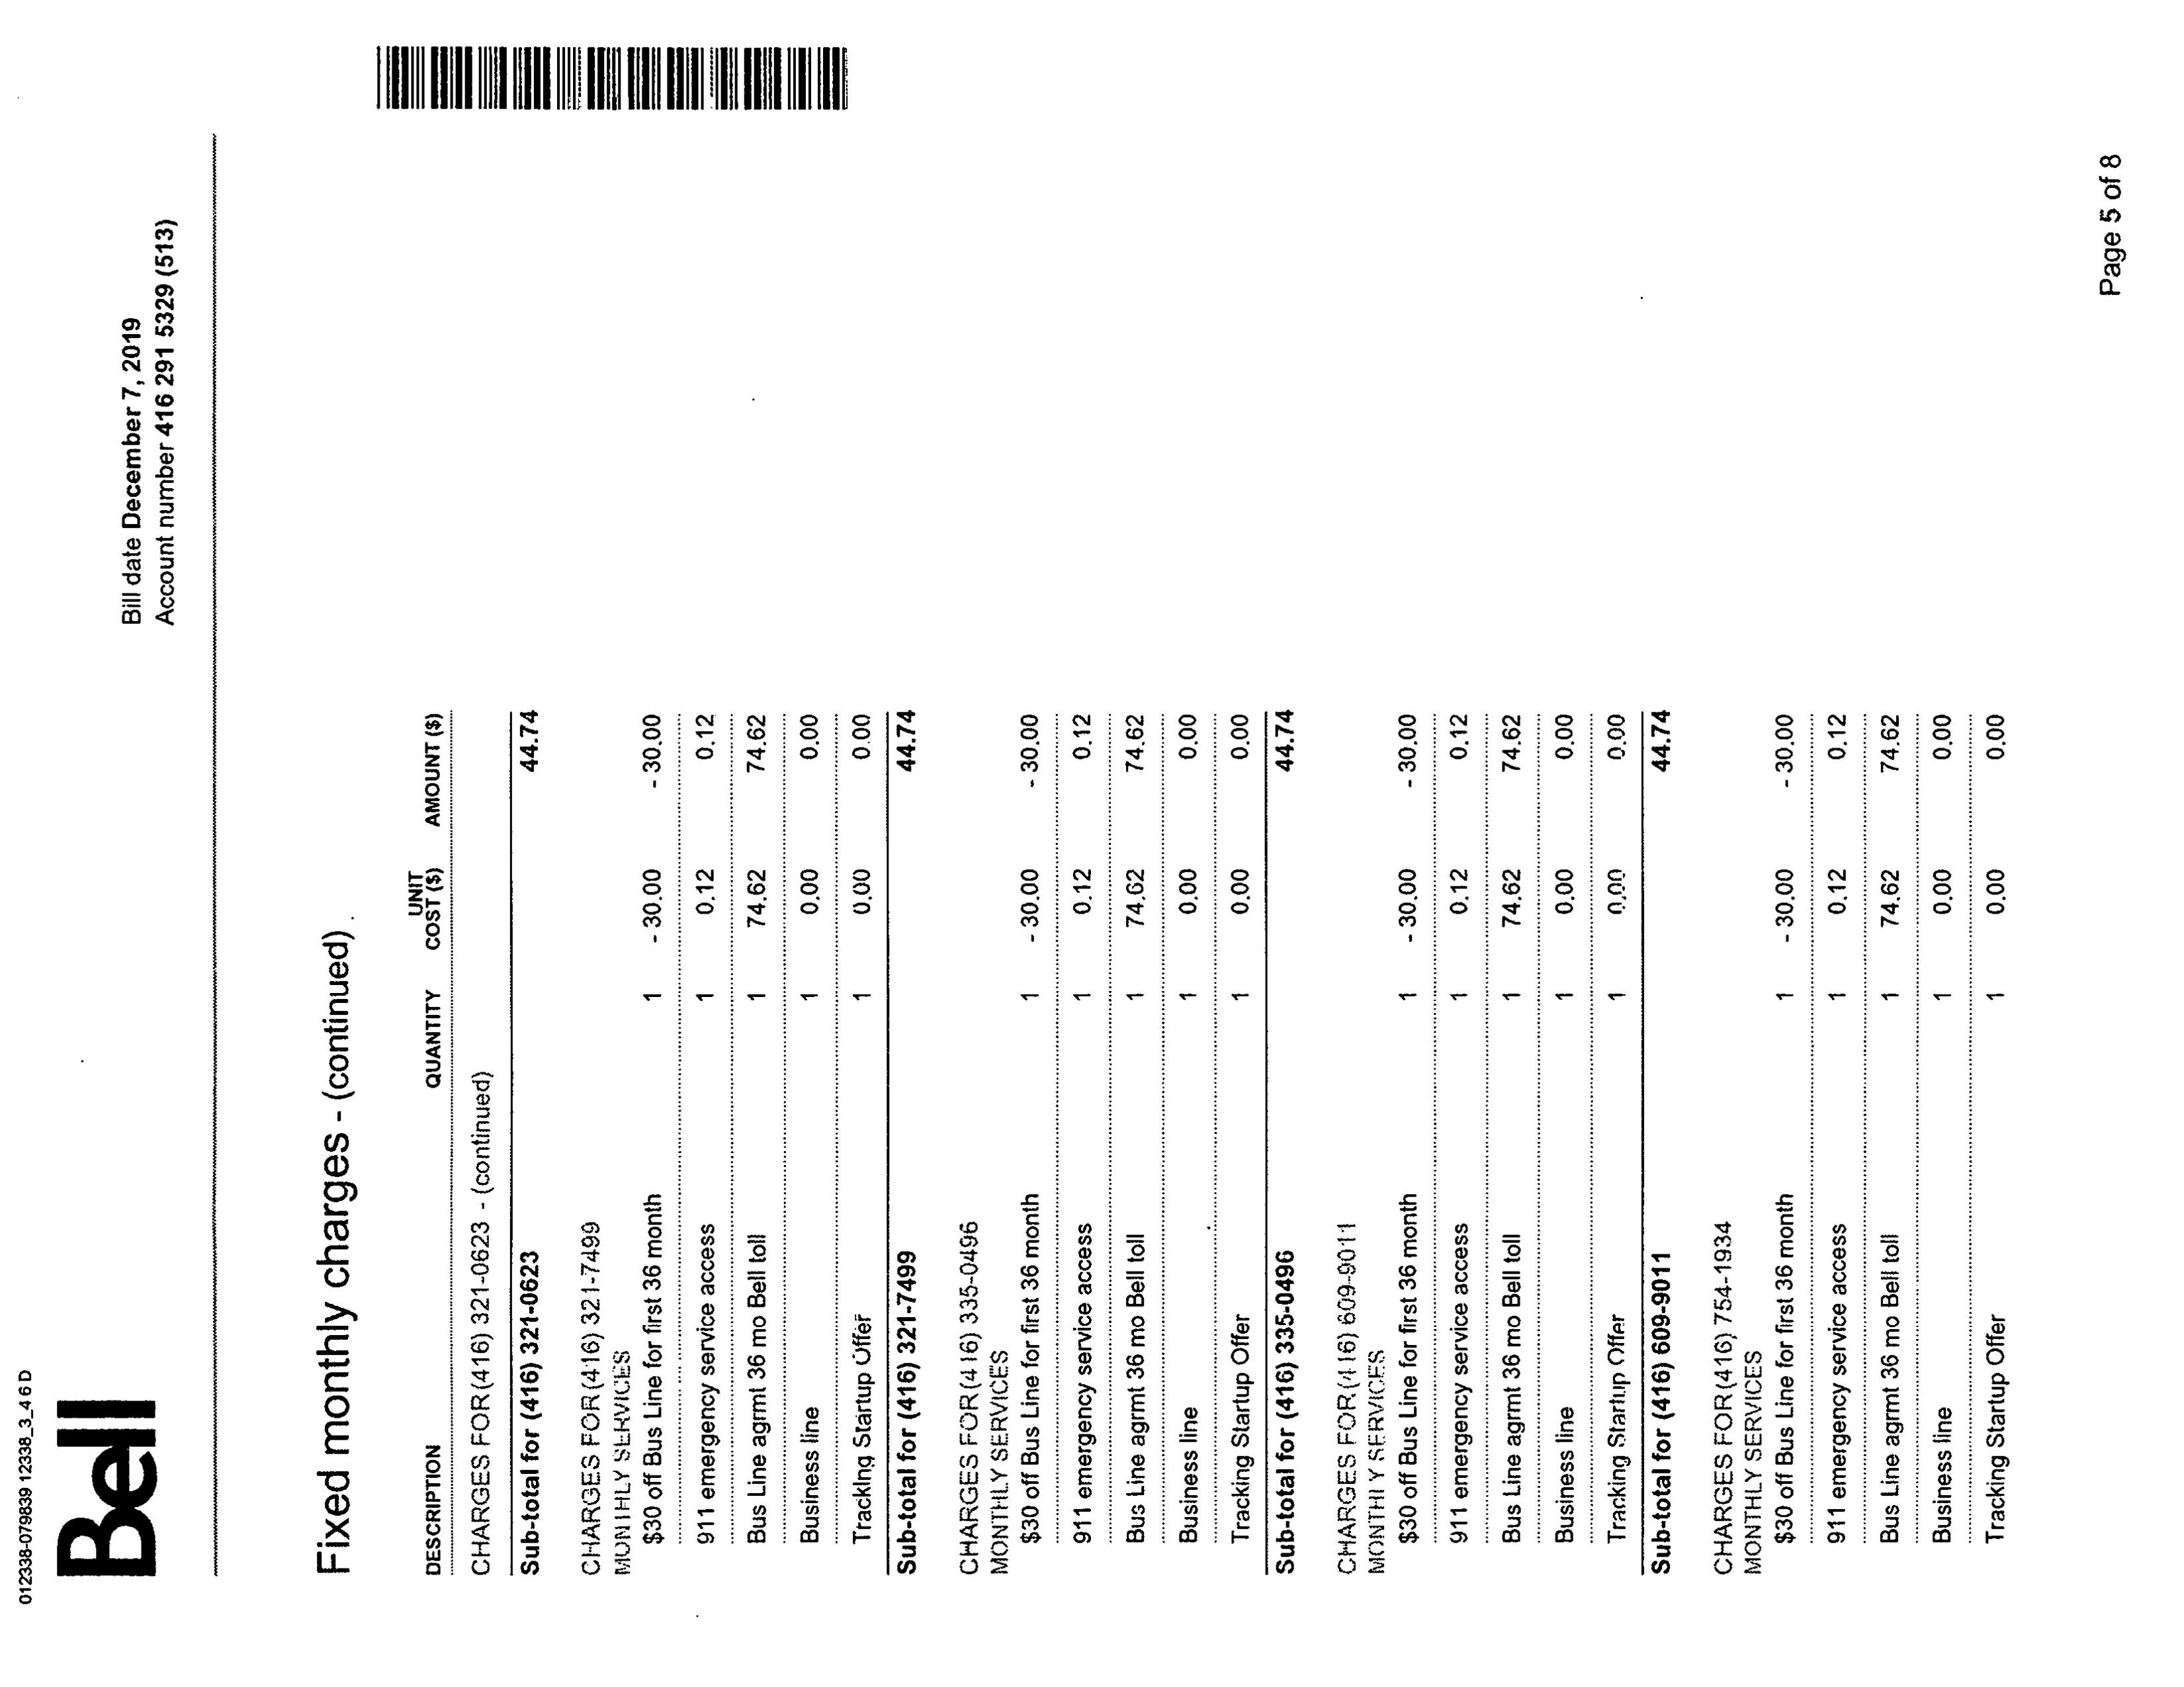 012338-079839 12338_3_4 6 D
Bell
Bill date December 7, 2019
Account number 416 291 5329 (513)
Fixed monthly charges - (continued)
DESCRIPTION QUANTITY UNIT COST ($) AMOUNT ($)
CHARGES FOR (416) 321-0623 - (continued)
Sub-total for (416) 321-0623 44.74
CHARGES FOR (416) 321-7499
MONTHLY SERVICES
$30 off Bus Line for first 36 month 1 - 30.00 - 30.00
911 emergency service access 1 0.12 0.12
Bus Line agrmt 36 mo Bell toll 1 74.62 74.62
Business line 1 0.00 0.00
Tracking Startup Offer 1 0.00 0.00
Sub-total for (416) 321-7499 44.74
CHARGES FOR (416) 335-0496
MONTHLY SERVICES
$30 off Bus Line for first 36 month 1 - 30.00 - 30.00
911 emergency service access 1 0.12 0.12
Bus Line agrmt 36 mo Bell toll 1 74.62 74.62
Business line 1 0.00 0.00
Tracking Startup Offer 1 0.00 0.00
Sub-total for (416) 335-0496 44.74
CHARGES FOR (416) 609-9011
MONTHLY SERVICES
$30 off Bus Line for first 36 month 1 - 30.00 - 30.00
911 emergency service access 1 0.12 0.12
Bus Line agrmt 36 mo Bell toll 1 74.62 74.62
Business line 1 0.00 0.00
Tracking Startup Offer 1 0.00 0.00
Sub-total for (416) 609-9011 44.74
CHARGES FOR (416) 754-1934
MONTHLY SERVICES
$30 off Bus Line for first 36 month 1 - 30.00 - 30.00
911 emergency service access 1 0.12 0.12
Bus Line agrmt 36 mo Bell toll 1 74.62 74.62
Business line 1 0.00 0.00
Tracking Startup Offer 1 0.00 0.00
Page 5 of 8